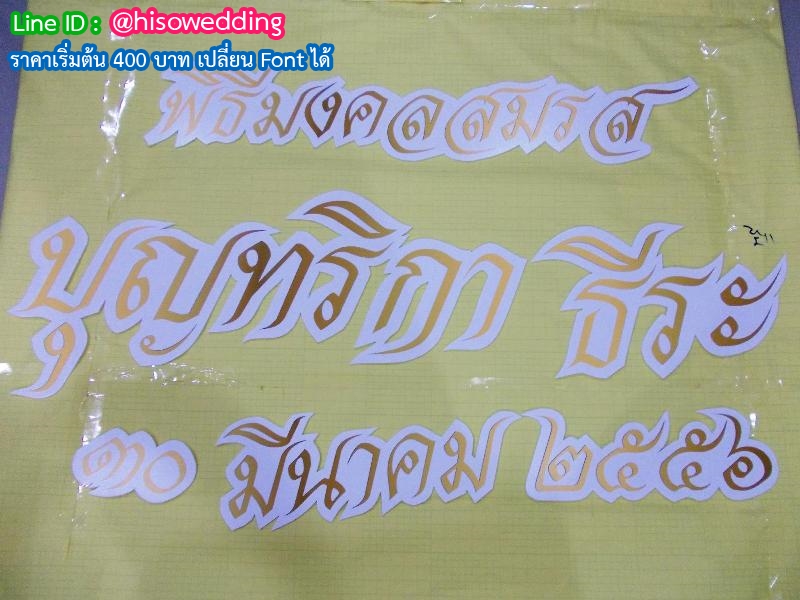 Line ID : @hisowedding
ราคาเริ่มต้น 400 บาท เปลี่ยน Font ได้
พิธีมงคลสมรส
บุญทริกา ธีระ
๓๐ มีนาคม ๒๕๕๖